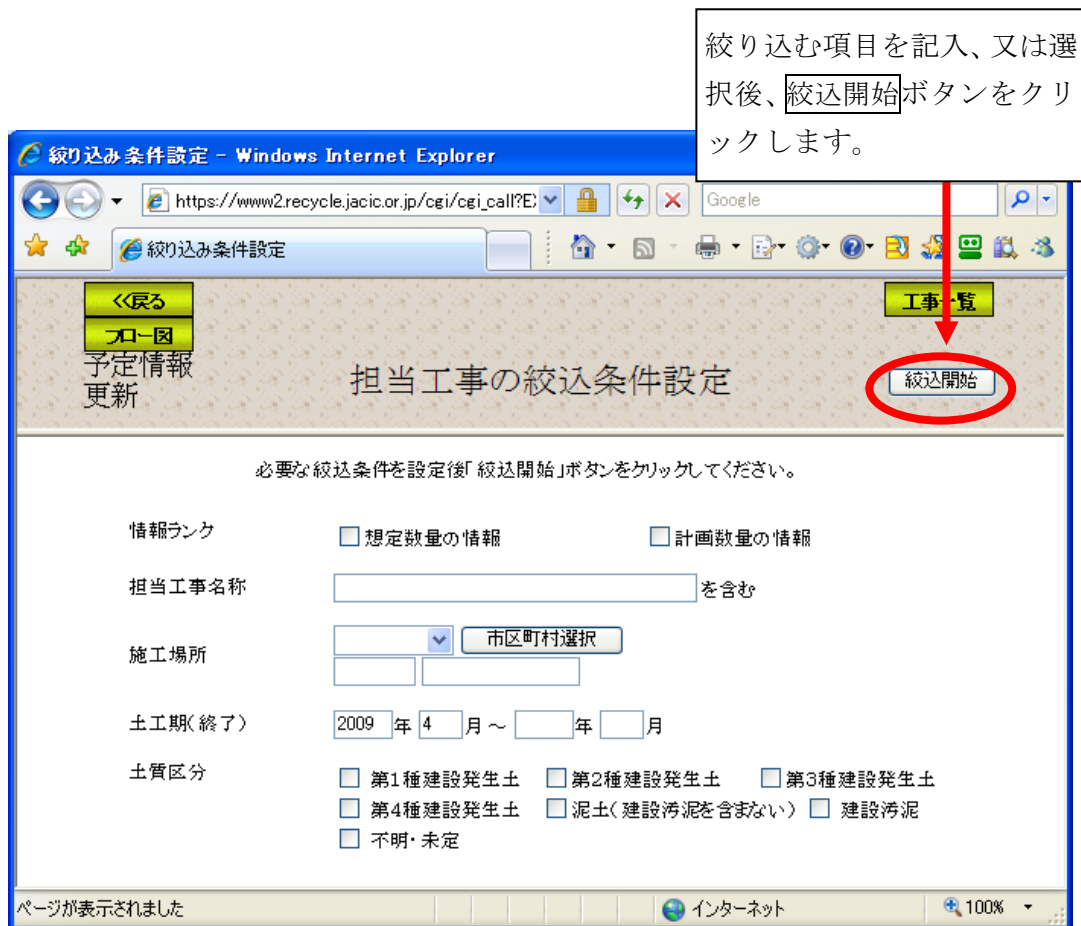 絞り込む項目を記入、又は選
択後、絞込開始ボタンをクリ
ックします。
絞り込み条件設定 - Windows Internet Explorer
https://www2.recycle.jacic.or.jp/cgi/cgi_call?E
Google
絞り込み条件設定
<<戻る
工事一覧
フロー図
予定情報
更新
担当工事の絞込条件設定
絞込開始
必要な絞込条件を設定後「絞込開始」ボタンをクリックしてください。
情報ランク 想定数量の情報 計画数量の情報
担当工事名称 を含む
施工場所 市区町村選択
土工期(終了) 2009 年 4 月～ 年 月
土質区分 第1種建設発生土 第2種建設発生土 第3種建設発生土
第4種建設発生土 泥土(建設汚泥を含まない) 建設汚泥
不明・未定
ページが表示されました インターネット 100%